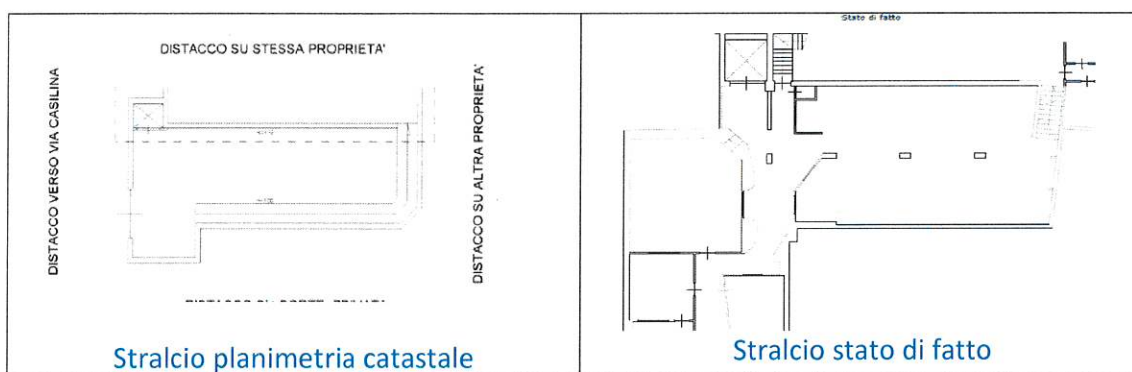 DISTACCO SU STESSA PROPRIETA'
DISTACCO VERSO VIA CASILINA
DISTACCO SU ALTRA PROPRIETA'
Stralcio planimetria catastale
Stato di fatto
Stralcio stato di fatto